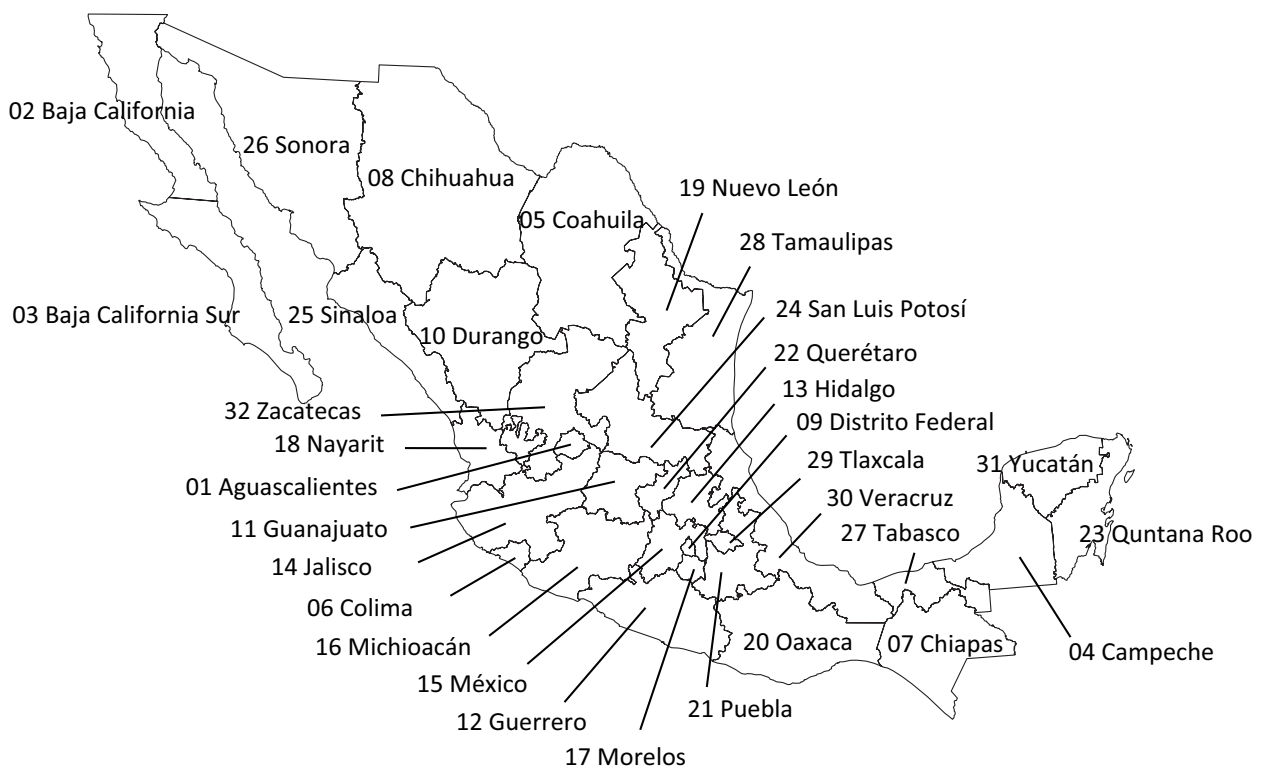 02 Baja California
26 Sonora
08 Chihuahua
19 Nuevo León
05 Coahuila
28 Tamaulipas
03 Baja California Sur
25 Sinaloa
24 San Luis Potosí
10 Durango
22 Querétaro
13 Hidalgo
32 Zacatecas
09 Distrito Federal
18 Nayarit
29 Tlaxcala
31 Yucatán
01 Aguascalientes
30 Veracruz
11 Guanajuato
27 Tabasco
23 Quntana Roo
14 Jalisco
06 Colima
16 Michioacán
20 Oaxaca
07 Chiapas
04 Campeche
15 México
21 Puebla
12 Guerrero
17 Morelos